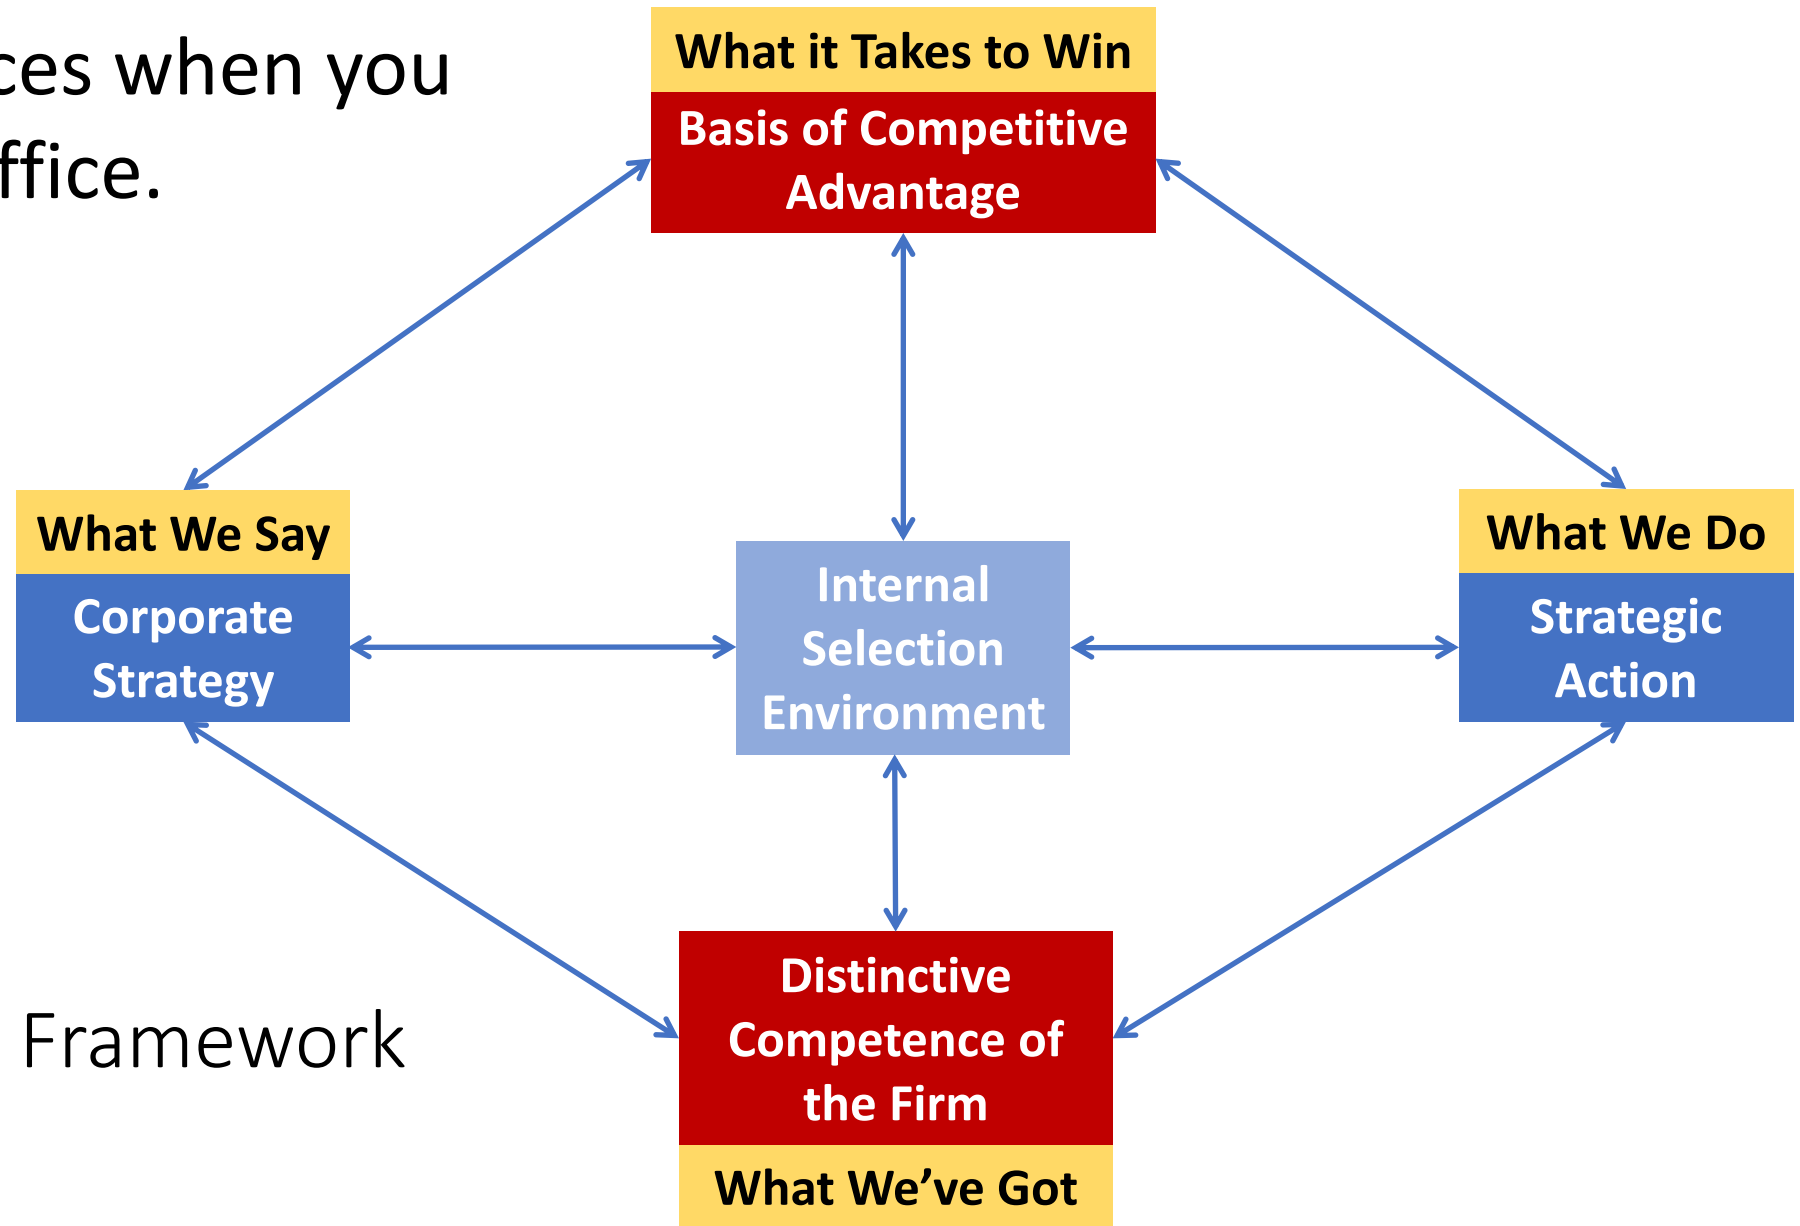 ces when you
ffice.
What it Takes to Win
Basis of Competitive
Advantage
What We Say
Corporate
Strategy
Internal
Selection
Environment
What We Do
Strategic
Action
Distinctive
Competence of
the Firm
What We've Got
Framework